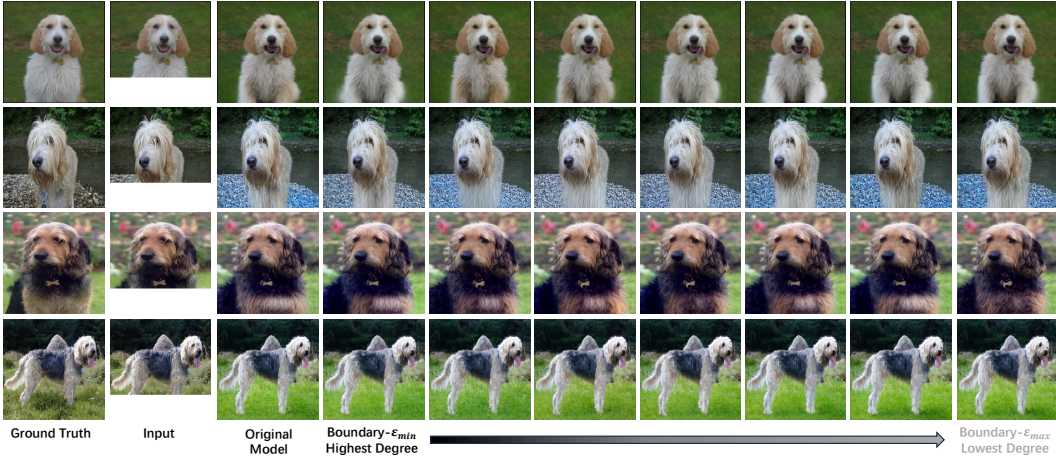 Ground Truth
Input
Original
Model
Boundary-ε_min
Highest Degree
Boundary-ε_max
Lowest Degree